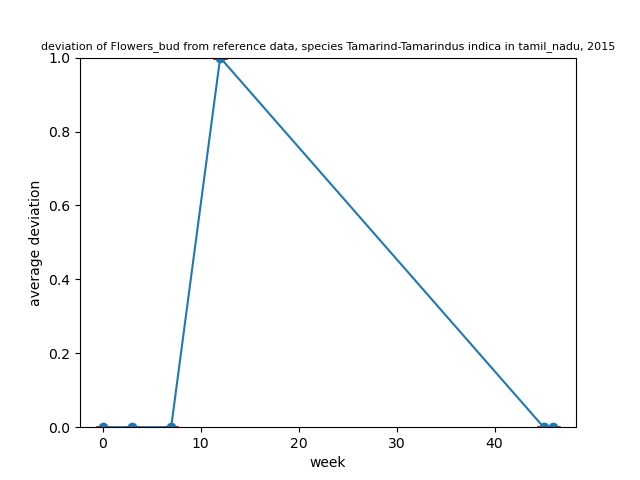 deviation of Flowers_bud from reference data, species Tamarind-Tamarindus indica in tamil_nadu, 2015
1.0
0.8
0.6
0.4
0.2
0.0
average deviation
0 10 20 30 40
week